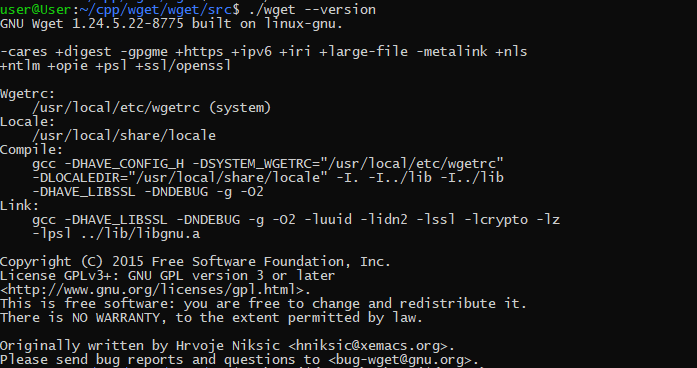 user@User:~/cpp/wget/wget/src$ ./wget --version
GNU Wget 1.24.5.22-8775 built on linux-gnu.
-cares +digest -gpgme +https +ipv6 +iri +large-file -metalink +nls
+ntlm +opie +psl +ssl/openssl
Wgetrc:
    /usr/local/etc/wgetrc (system)
Locale:
    /usr/local/share/locale
Compile:
    gcc -DHAVE_CONFIG_H -DSYSTEM_WGETRC="/usr/local/etc/wgetrc"
    -DLOCALEDIR="/usr/local/share/locale" -I. -I../lib -I../lib
    -DHAVE_LIBSSL -DNDEBUG -g -O2
Link:
    gcc -DHAVE_LIBSSL -DNDEBUG -g -O2 -luuid -lidn2 -lssl -lcrypto -lz
    -lpsl ../lib/libgnu.a
Copyright (C) 2015 Free Software Foundation, Inc.
License GPLv3+: GNU GPL version 3 or later
<http://www.gnu.org/licenses/gpl.html>.
This is free software: you are free to change and redistribute it.
There is NO WARRANTY, to the extent permitted by law.
Originally written by Hrvoje Niksic <hniksic@xemacs.org>.
Please send bug reports and questions to <bug-wget@gnu.org>.